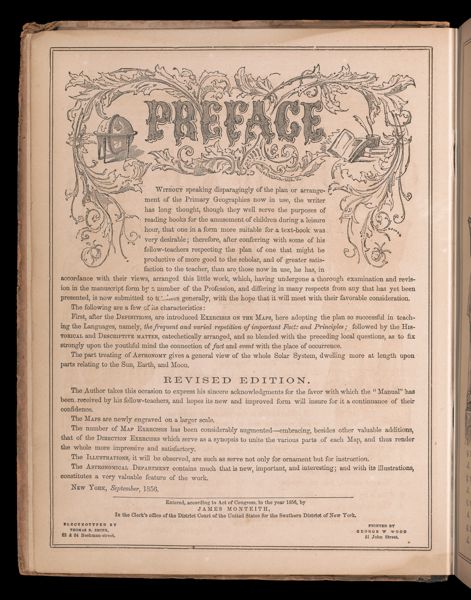 PREFACE
Without speaking disparagingly of the plan or arrange-
ment of the Primary Geographies now in use, the writer
has long thought, though they well serve the purposes of
reading books for the amusement of children during a leisure
hour, that one in a form more suitable for a text-book was
very desirable; therefore, after conferring with some of his
fellow-teachers respecting the plan of one that might be
productive of more good to the scholar, and of greater satis-
faction to the teacher, than are those now in use, he has, in
accordance with their views, arranged this little work, which, having undergone a thorough examination and revis-
ion in the manuscript form by a number of the Profession, and differing in many respects from any that has yet been
presented, is now submitted to generally, with the hope that it will meet with their favorable consideration.
The following are a few of its characteristics:
First, after the Definitions, are introduced Exercises on the Maps, here adopting the plan so successful in teach-
ing the Languages, namely, the frequent and varied repetition of important Facts and Principles; followed by the His-
torical and Descriptive matter, catechetically arranged, and so blended with the preceding local questions, as to fix
strongly upon the youthful mind the connection of fact and event with the place of occurrence.
The part treating of Astronomy gives a general view of the whole Solar System, dwelling more at length upon
parts relating to the Sun, Earth, and Moon.
REVISED EDITION.
The Author takes this occasion to express his sincere acknowledgments for the favor with which the "Manual" has
been received by his fellow-teachers, and hopes its new and improved form will insure for it a continuance of their
confidence.
The Maps are newly engraved on a larger scale.
The number of Map Exercises has been considerably augmented—embracing, besides other valuable additions,
that of the Direction Exercises which serve as a synopsis to unite the various parts of each Map, and thus render
the whole more impressive and satisfactory.
The Illustrations, it will be observed, are such as serve not only for ornament but for instruction.
The Astronomical Department contains much that is new, important, and interesting; and with its illustrations,
constitutes a very valuable feature of the work.
New York, September, 1856.
Entered, according to Act of Congress, in the year 1856, by
JAMES MONTEITH,
In the Clerk's office of the District Court of the United States for the Southern District of New York.
ELECTROTYPED BY
THOMAS B. SMITH,
82 & 84 Beekman-street.
PRINTED BY
GEORGE W. WOOD
51 John Street.